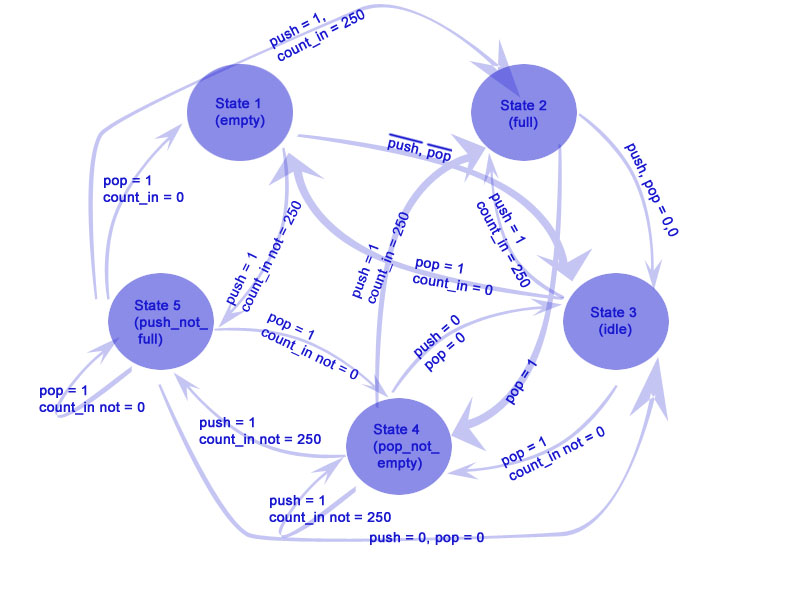 push = 1,
count_in = 250
State 1
(empty)
State 2
(full)
push, pop
push, pop = 0,0
pop = 1
count_in = 0
push = 1
count_in not = 250
push = 1
count_in = 250
push = 1
count_in = 250
pop = 1
count_in = 0
State 5
(push_not_
full)
State 3
(idle)
pop = 1
count_in not = 0
push = 0
pop = 0
pop = 1
pop = 1
count_in not = 0
push = 1
count_in not = 250
State 4
(pop_not_
empty)
pop = 1
count_in not = 0
push = 1
count_in not = 250
push = 0, pop = 0